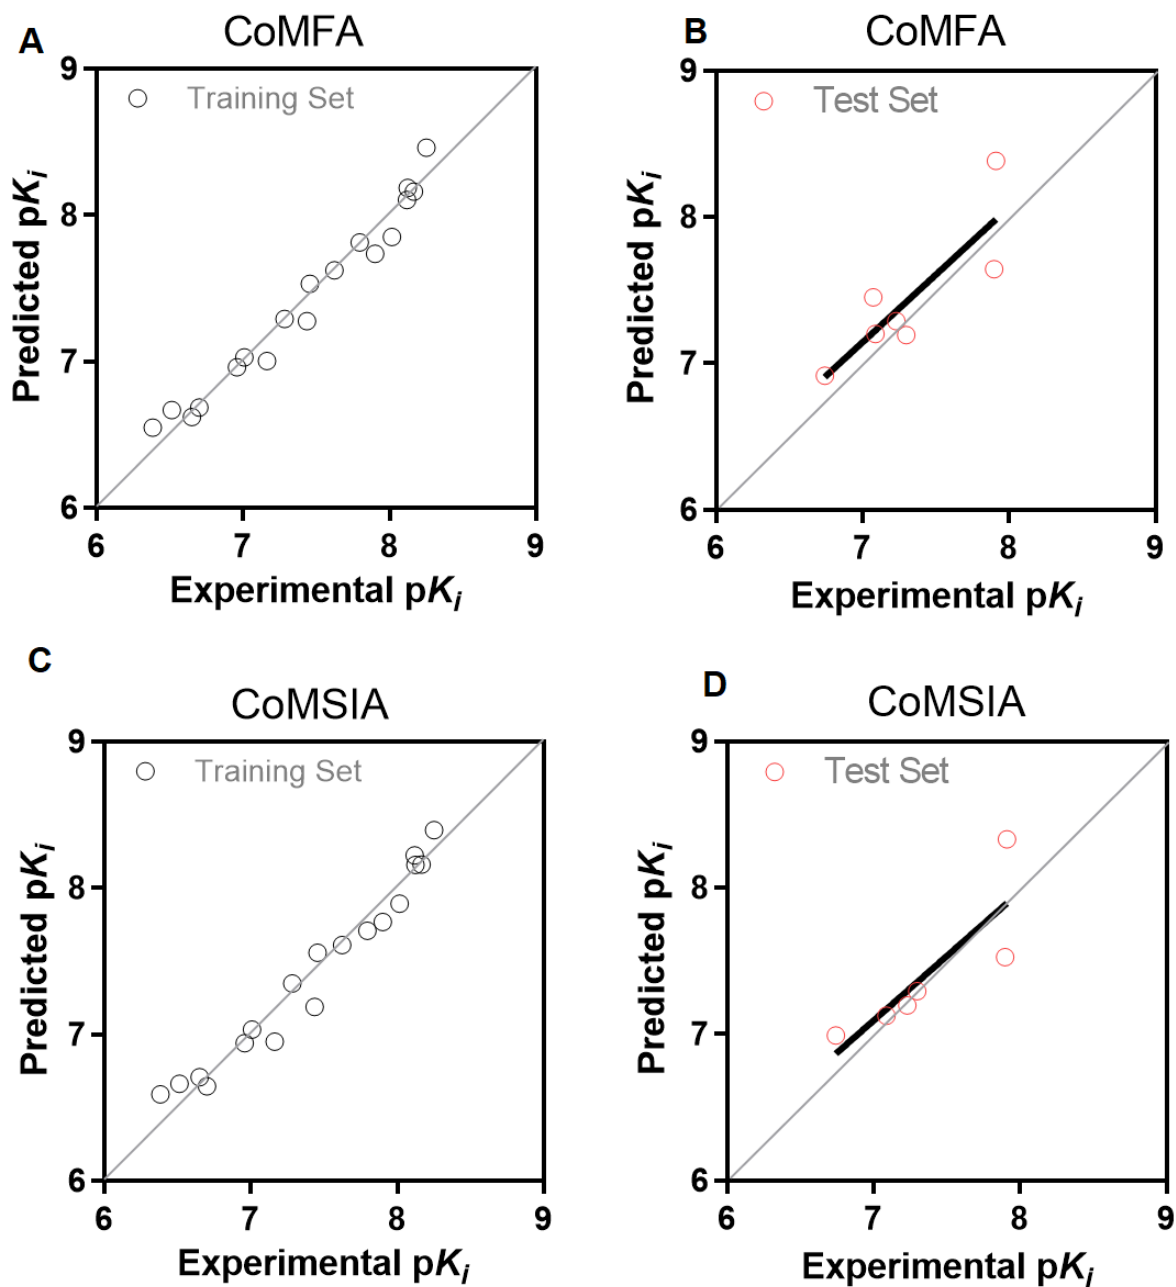 A
CoMFA
9
Training Set
8
7
6
6 7 8 9
Predicted pKi
Experimental pKi
B
CoMFA
9
Test Set
8
7
6
6 7 8 9
Predicted pKi
Experimental pKi
C
CoMSIA
9
Training Set
8
7
6
6 7 8 9
Predicted pKi
Experimental pKi
D
CoMSIA
9
Test Set
8
7
6
6 7 8 9
Predicted pKi
Experimental pKi